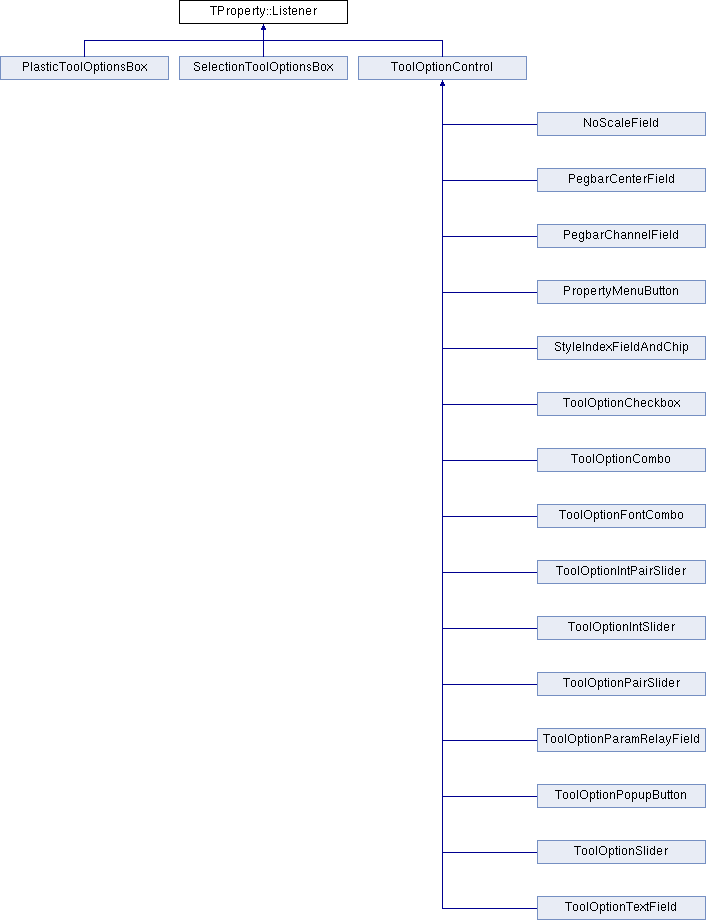 TProperty::Listener
PlasticToolOptionsBox
SelectionToolOptionsBox
ToolOptionControl
NoScaleField
PegbarCenterField
PegbarChannelField
PropertyMenuButton
StyleIndexFieldAndChip
ToolOptionCheckbox
ToolOptionCombo
ToolOptionFontCombo
ToolOptionIntPairSlider
ToolOptionIntSlider
ToolOptionPairSlider
ToolOptionParamRelayField
ToolOptionPopupButton
ToolOptionSlider
ToolOptionTextField